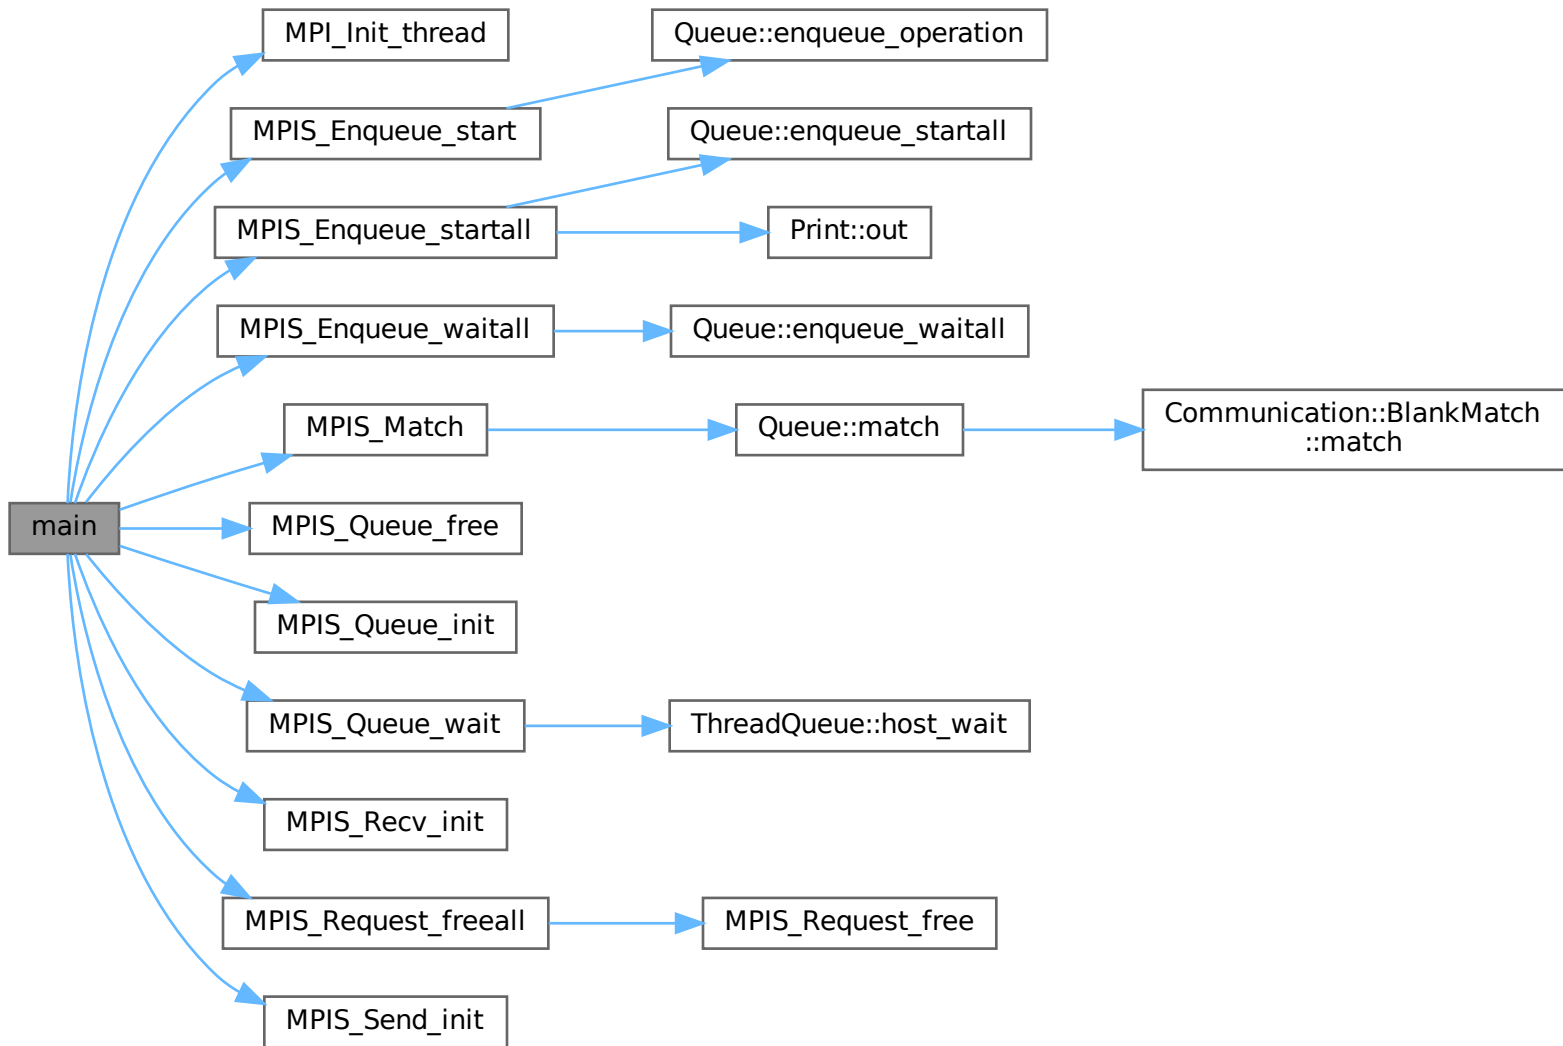 MPI_Init_thread
Queue::enqueue_operation
MPIS_Enqueue_start
Queue::enqueue_startall
MPIS_Enqueue_startall
Print::out
MPIS_Enqueue_waitall
Queue::enqueue_waitall
MPIS_Match
Queue::match
Communication::BlankMatch
::match
main
MPIS_Queue_free
MPIS_Queue_init
MPIS_Queue_wait
ThreadQueue::host_wait
MPIS_Recv_init
MPIS_Request_freeall
MPIS_Request_free
MPIS_Send_init